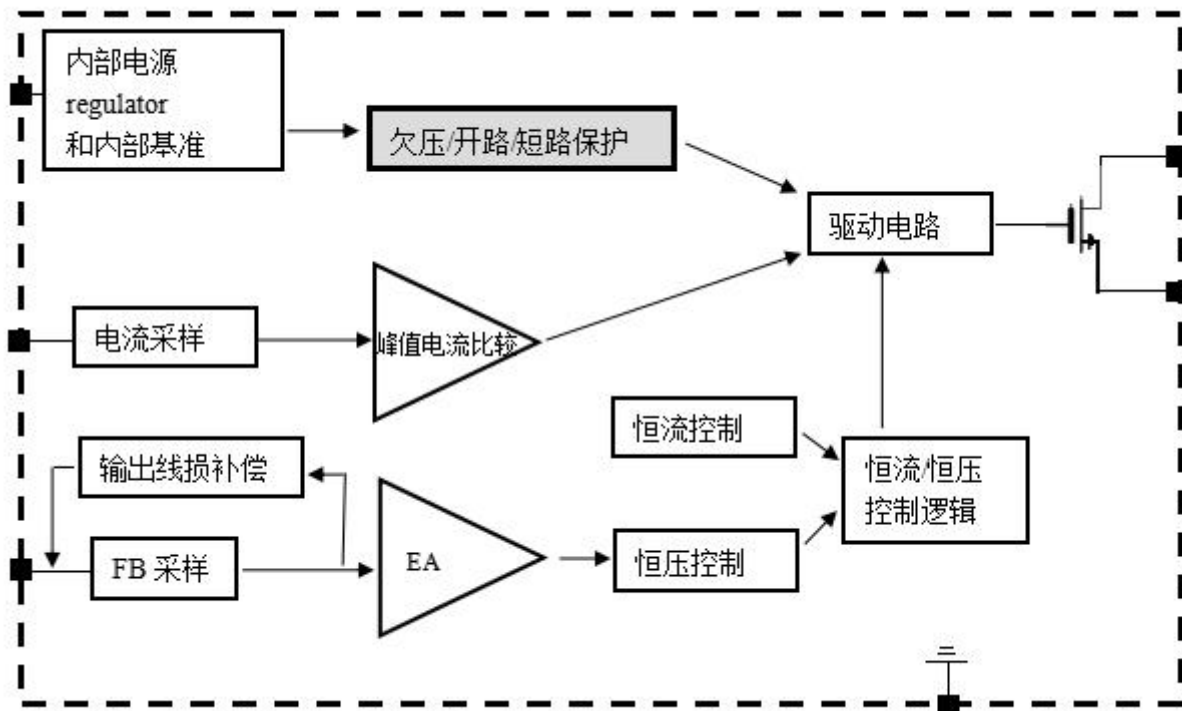 内部电源
regulator
和内部基准
欠压/开路/短路保护
驱动电路
电流采样
峰值电流比较
恒流控制
输出线损补偿
恒流/恒压
控制逻辑
FB 采样
EA
恒压控制